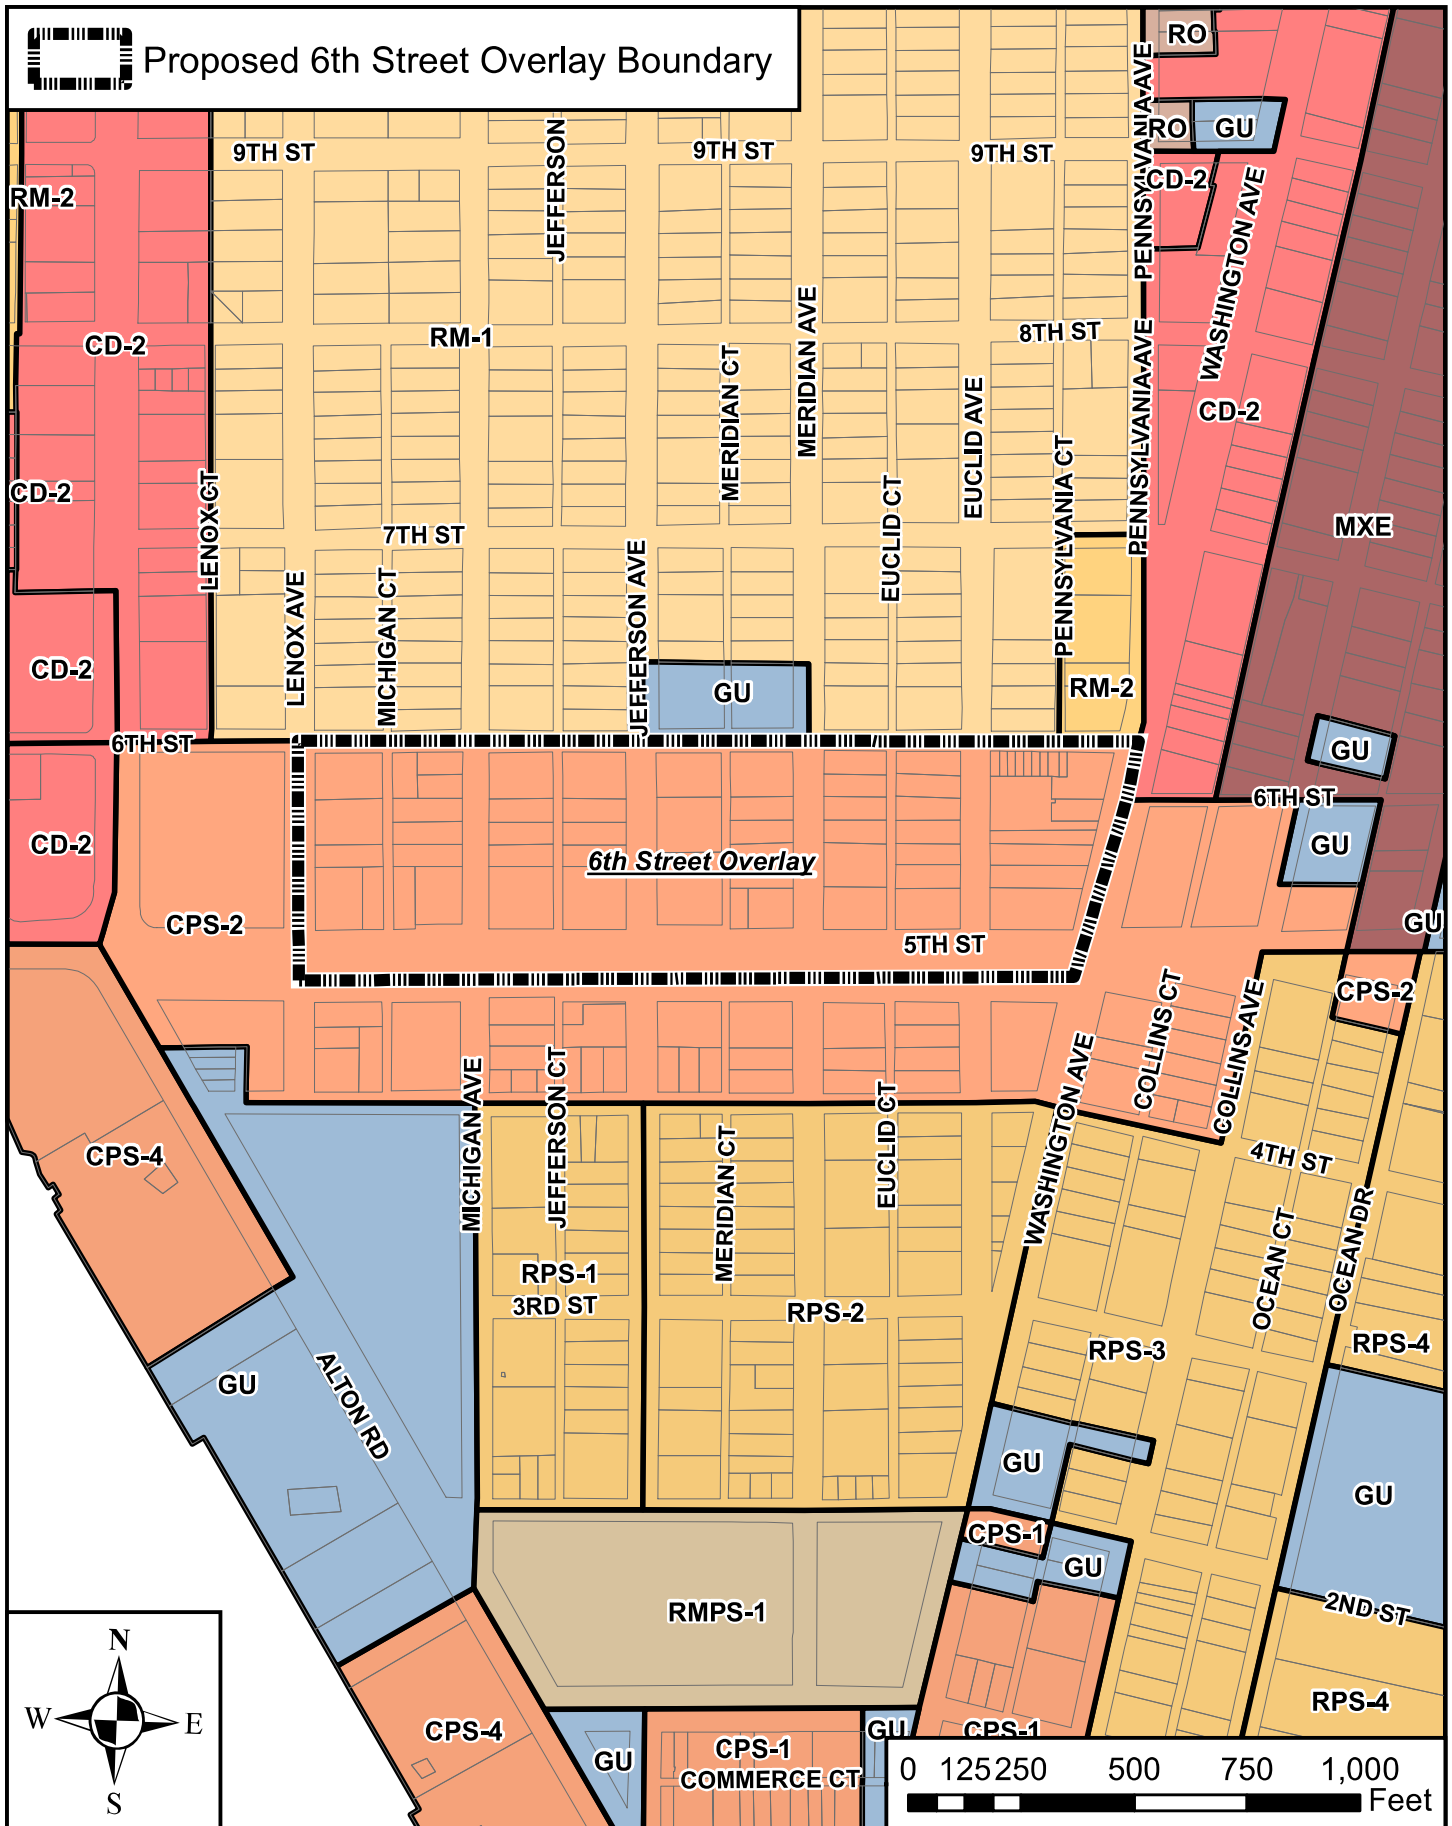 Proposed 6th Street Overlay Boundary
RO
PENNSYLVANIA AVE
RO
GU
9TH ST
JEFFERSON
9TH ST
9TH ST
RM-2
CD-2
WASHINGTON AVE
CD-2
RM-1
MERIDIAN CT
MERIDIAN AVE
8TH ST
PENNSYLVANIA AVE
EUCLID AVE
CD-2
CD-2
LENOX CT
7TH ST
EUCLID CT
PENNSYLVANIA CT
MXE
LENOX AVE
MICHIGAN CT
JEFFERSON AVE
CD-2
GU
RM-2
6TH ST
GU
6TH ST
CD-2
6th Street Overlay
GU
CPS-2
5TH ST
GU
CPS-2
COLLINS CT
COLLINS AVE
WASHINGTON AVE
MICHIGAN AVE
JEFFERSON CT
EUCLID CT
MERIDIAN CT
CPS-4
4TH ST
OCEAN CT
OCEAN DR
RPS-1
3RD ST
RPS-2
RPS-3
RPS-4
GU
ALTON RD
GU
GU
CPS-1
GU
RMPS-1
2ND ST
N
W
E
S
CPS-4
GU
CPS-1
COMMERCE CT
GU
CPS-1
RPS-4
0 125 250 500 750 1,000
Feet